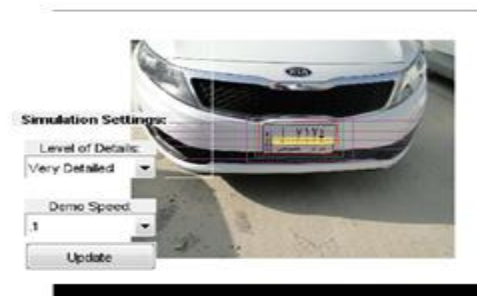 KIA
Simulation Settings:
Level of Details:
Very Detailed
Demo Speed:
.1
Update